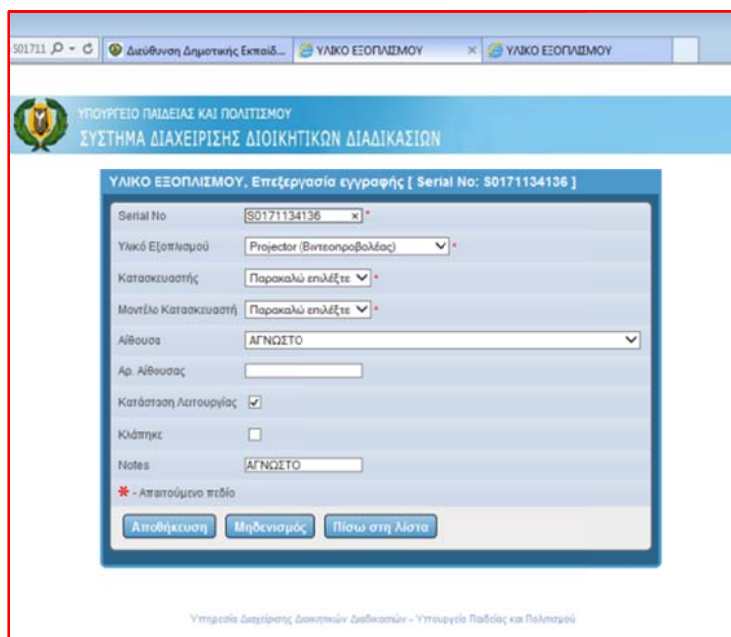 S01711
Διεύθυνση Δημοτικής Εκπαίδ...
ΥΛΙΚΟ ΕΞΟΠΛΙΣΜΟΥ
ΥΛΙΚΟ ΕΞΟΠΛΙΣΜΟΥ
ΥΠΟΥΡΓΕΙΟ ΠΑΙΔΕΙΑΣ ΚΑΙ ΠΟΛΙΤΙΣΜΟΥ
ΣΥΣΤΗΜΑ ΔΙΑΧΕΙΡΙΣΗΣ ΔΙΟΙΚΗΤΙΚΩΝ ΔΙΑΔΙΚΑΣΙΩΝ
ΥΛΙΚΟ ΕΞΟΠΛΙΣΜΟΥ, Επεξεργασία εγγραφής [ Serial No: S0171134136 ]
Serial No S0171134136 *
Υλικό Εξοπλισμού Projector (Βιντεοπροβολέας) *
Κατασκευαστής Παρακαλώ επιλέξτε *
Μοντέλο Κατασκευαστή Παρακαλώ επιλέξτε *
Αίθουσα ΑΓΝΩΣΤΟ
Αρ. Αίθουσας
Κατάσταση Λειτουργίας
Κλάπηκε
Notes ΑΓΝΩΣΤΟ
* - Απαιτούμενο πεδίο
Αποθήκευση Μηδενισμός Πίσω στη Λίστα
Υπηρεσία Διαχείρισης Διοικητικών Διαδικασιών - Υπουργείο Παιδείας και Πολιτισμού